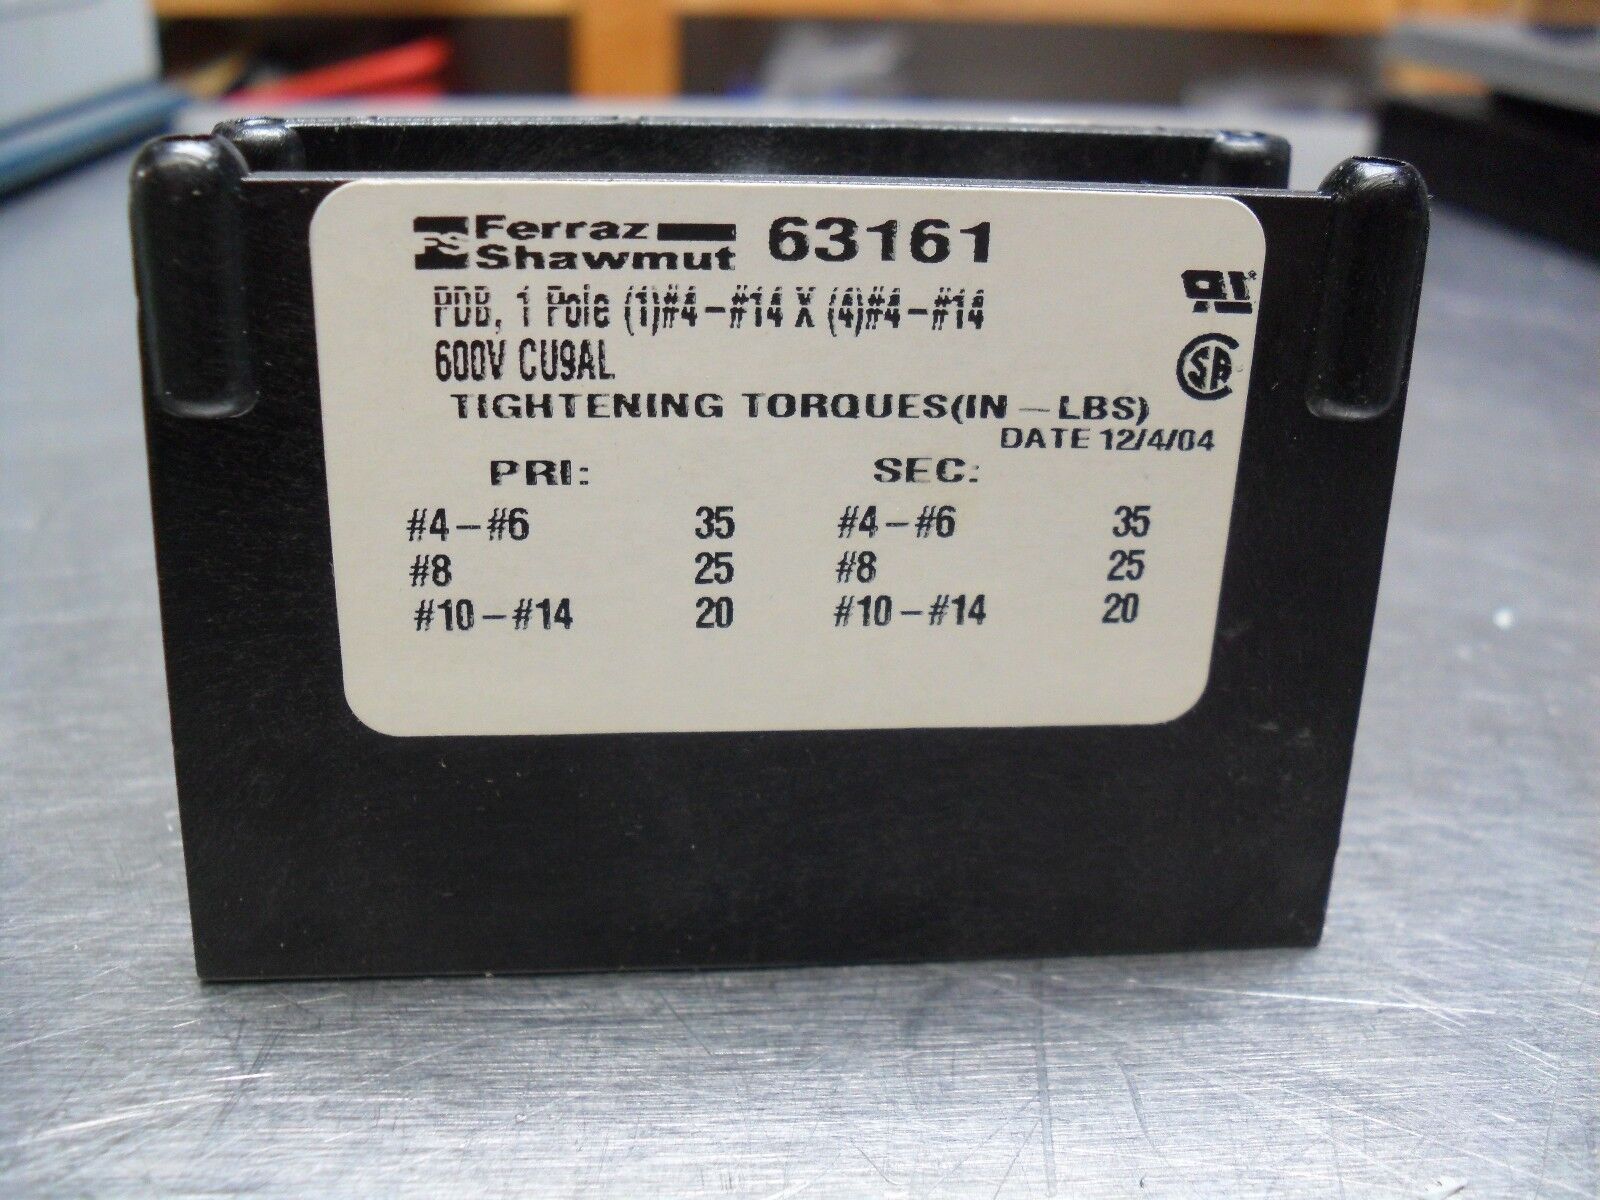 Ferraz Shawmut 63161
PDB, 1 Pole (1)#4-#14 X (4)#4-#14
600V CU9AL
TIGHTENING TORQUES(IN-LBS)
DATE 12/4/04
PRI: SEC:
#4-#6 35 #4-#6 35
#8 25 #8 25
#10-#14 20 #10-#14 20